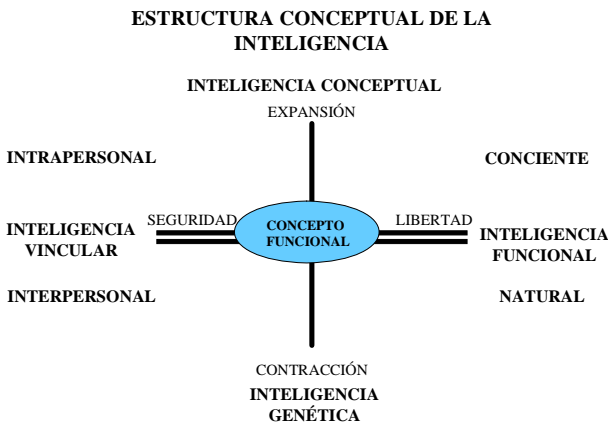 ESTRUCTURA CONCEPTUAL DE LA
INTELIGENCIA
INTELIGENCIA CONCEPTUAL
EXPANSIÓN
INTRAPERSONAL
CONCIENTE
SEGURIDAD
LIBERTAD
INTELIGENCIA
VINCULAR
CONCEPTO
FUNCIONAL
INTELIGENCIA
FUNCIONAL
INTERPERSONAL
NATURAL
CONTRACCIÓN
INTELIGENCIA
GENÉTICA